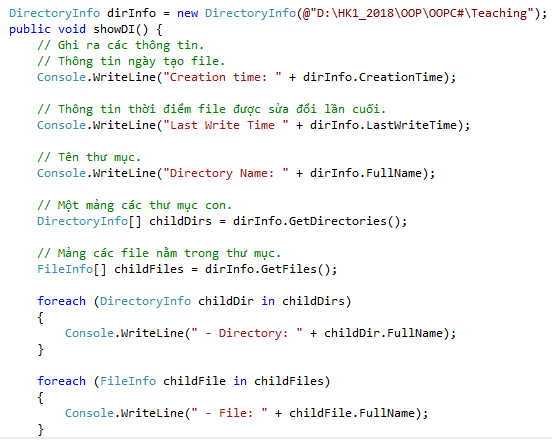 DirectoryInfo dirInfo = new DirectoryInfo(@"D:\HK1_2018\OOP\OOPC#\Teaching");
public void showDI() {
// Ghi ra các thông tin.
// Thông tin ngày tạo file.
Console.WriteLine("Creation time: " + dirInfo.CreationTime);
// Thông tin thời điểm file được sửa đổi lần cuối.
Console.WriteLine("Last Write Time " + dirInfo.LastWriteTime);
// Tên thư mục.
Console.WriteLine("Directory Name: " + dirInfo.FullName);
// Một mảng các thư mục con.
DirectoryInfo[] childDirs = dirInfo.GetDirectories();
// Mảng các file nằm trong thư mục.
FileInfo[] childFiles = dirInfo.GetFiles();
foreach (DirectoryInfo childDir in childDirs)
{
Console.WriteLine(" - Directory: " + childDir.FullName);
}
foreach (FileInfo childFile in childFiles)
{
Console.WriteLine(" - File: " + childFile.FullName);
}